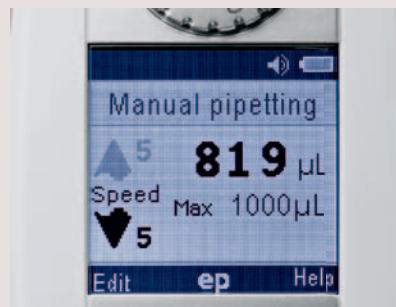 Manual pipetting
5 819 µL
Speed Max 1000µL
5
Edit ep Help